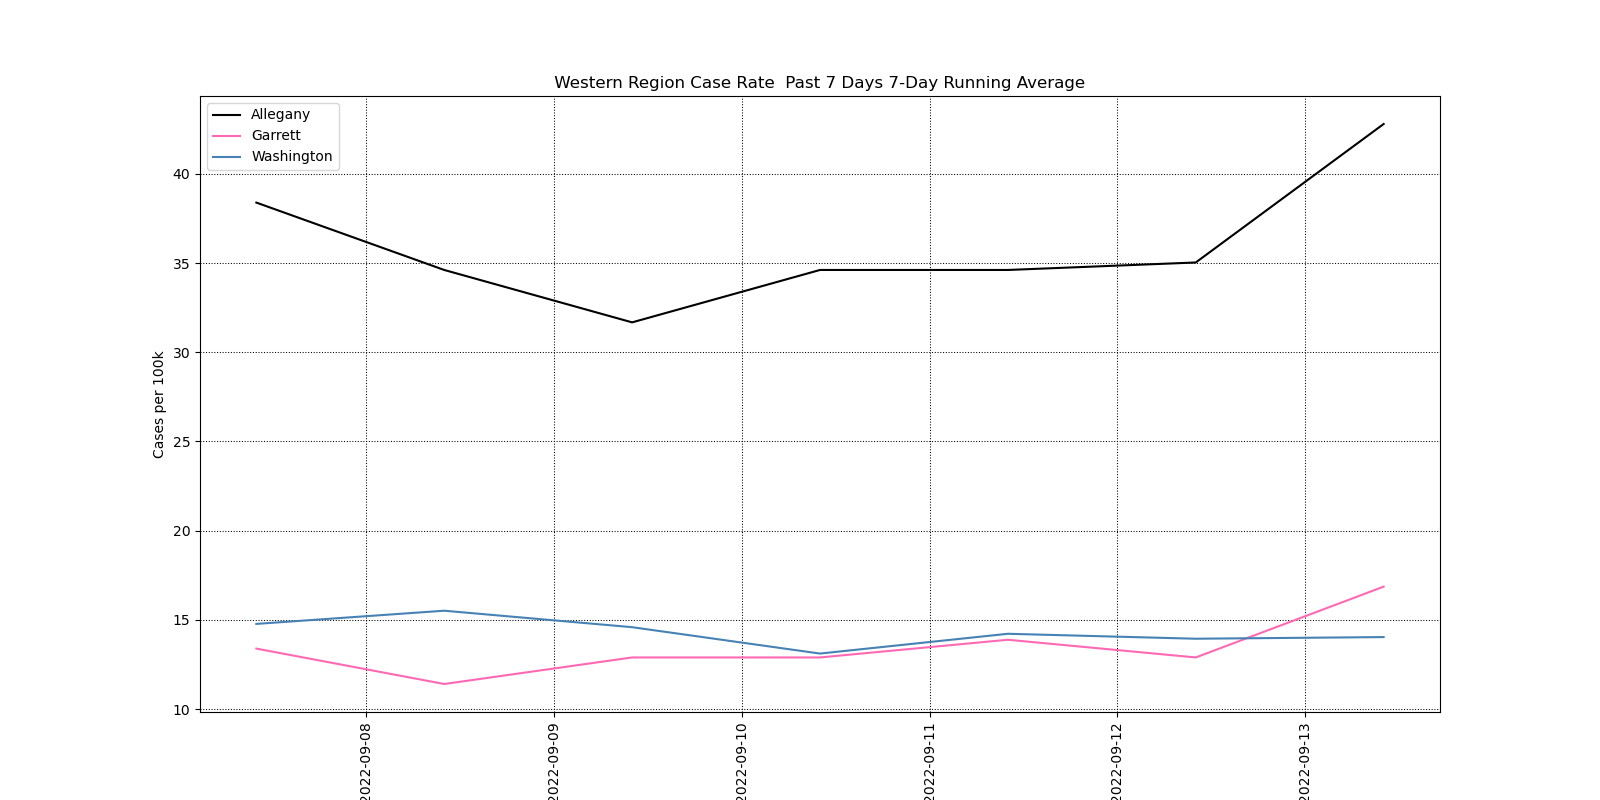 Western Region Case Rate  Past 7 Days 7-Day Running Average
Allegany
Garrett
Washington
Cases per 100k
40
35
30
25
20
15
10
2022-09-08
2022-09-09
2022-09-10
2022-09-11
2022-09-12
2022-09-13